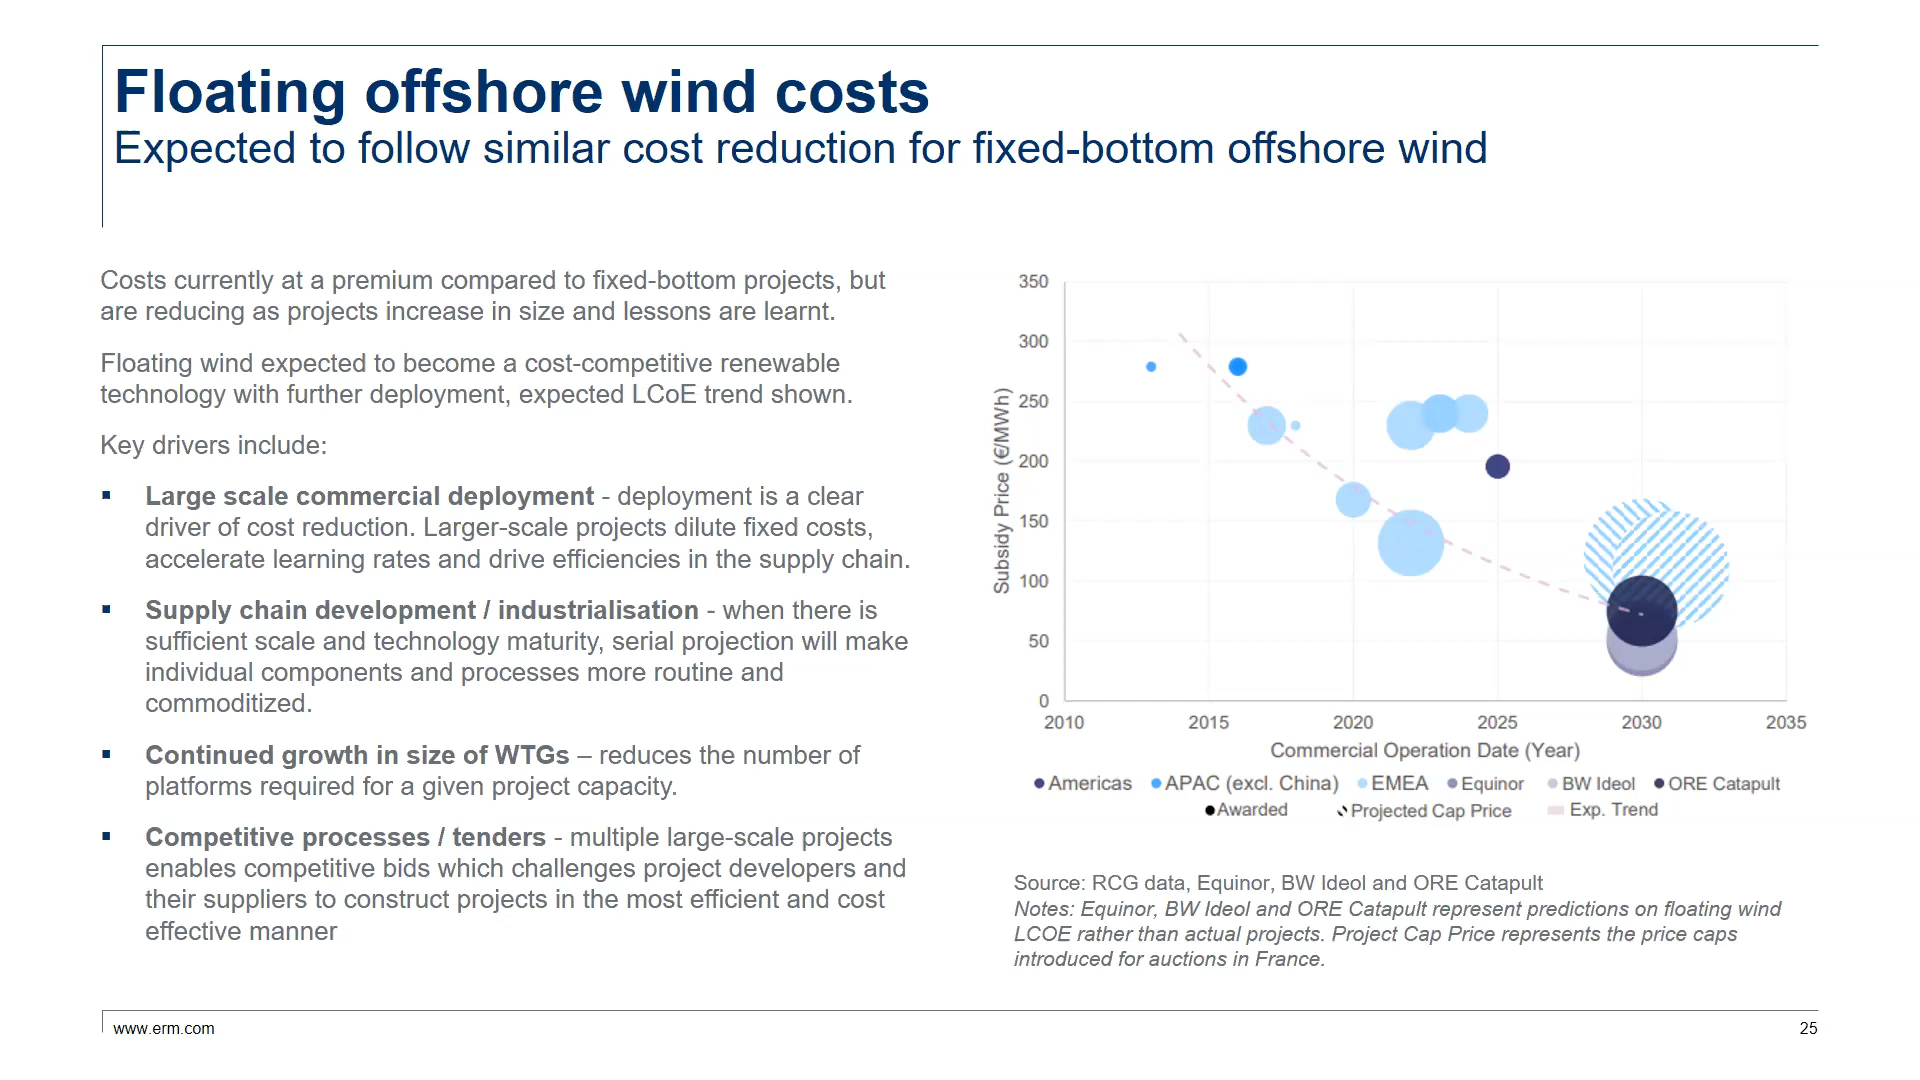 Floating offshore wind costs
Expected to follow similar cost reduction for fixed-bottom offshore wind
Costs currently at a premium compared to fixed-bottom projects, but
are reducing as projects increase in size and lessons are learnt.
Floating wind expected to become a cost-competitive renewable
technology with further deployment, expected LCoE trend shown.
Key drivers include:
▪ Large scale commercial deployment - deployment is a clear
driver of cost reduction. Larger-scale projects dilute fixed costs,
accelerate learning rates and drive efficiencies in the supply chain.
▪ Supply chain development / industrialisation - when there is
sufficient scale and technology maturity, serial projection will make
individual components and processes more routine and
commoditized.
▪ Continued growth in size of WTGs – reduces the number of
platforms required for a given project capacity.
▪ Competitive processes / tenders - multiple large-scale projects
enables competitive bids which challenges project developers and
their suppliers to construct projects in the most efficient and cost
effective manner
Subsidy Price (€/MWh)
350
300
250
200
150
100
50
0
2010 2015 2020 2025 2030 2035
Commercial Operation Date (Year)
Americas APAC (excl. China) EMEA Equinor BW Ideol ORE Catapult
Awarded Projected Cap Price Exp. Trend
Source: RCG data, Equinor, BW Ideol and ORE Catapult
Notes: Equinor, BW Ideol and ORE Catapult represent predictions on floating wind
LCOE rather than actual projects. Project Cap Price represents the price caps
introduced for auctions in France.
www.erm.com
25